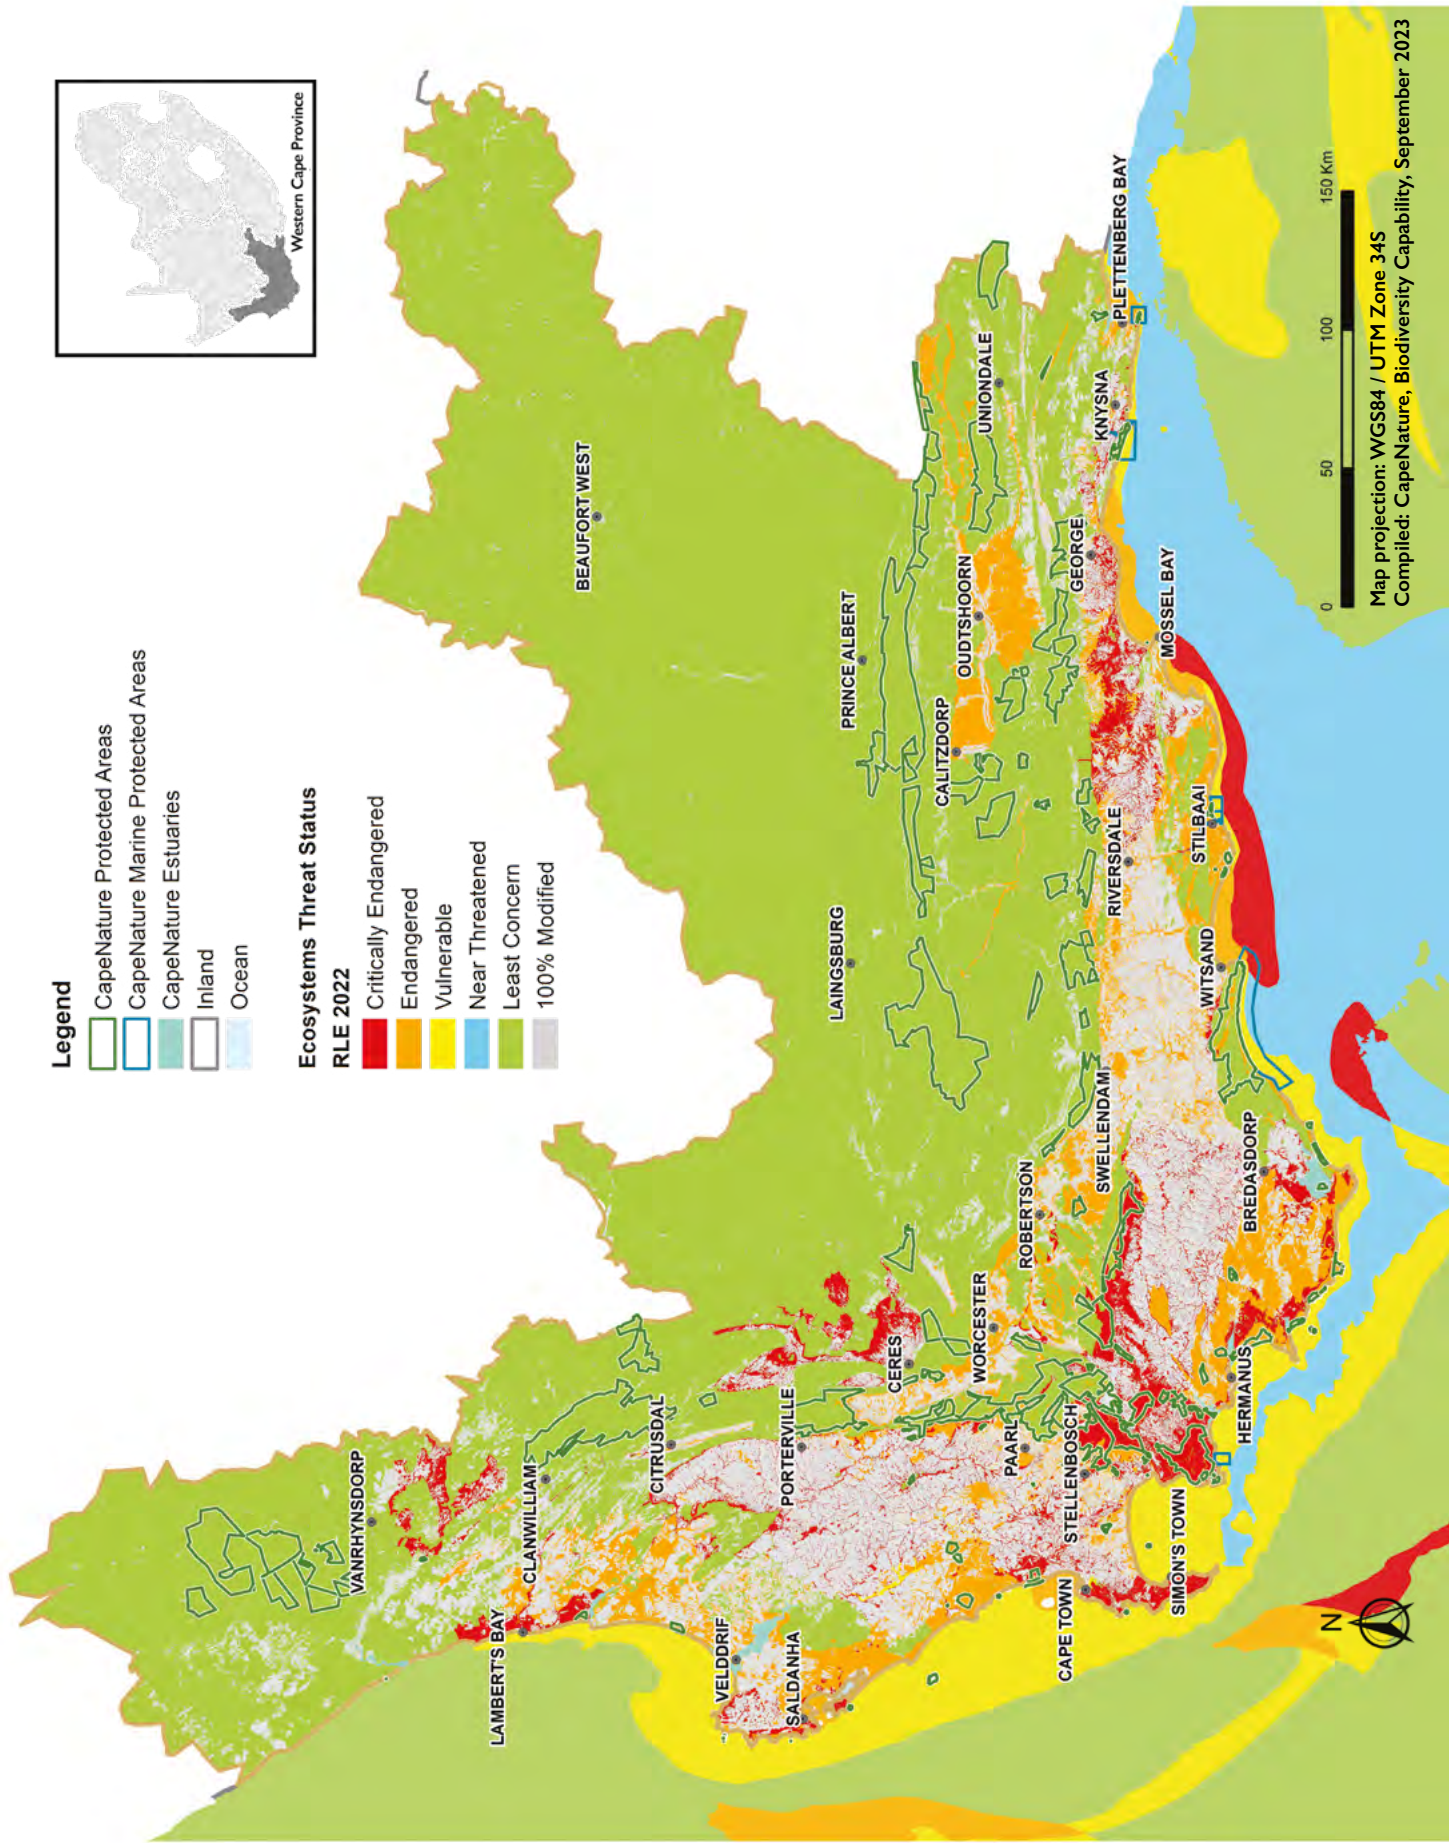 Legend
CapeNature Protected Areas
CapeNature Marine Protected Areas
CapeNature Estuaries
Inland
Ocean
Ecosystems Threat Status
RLE 2022
Critically Endangered
Endangered
Vulnerable
Near Threatened
Least Concern
100% Modified
Western Cape Province
VANRHYNSDORP
LAMBERT'S BAY
CLANWILLIAM
CITRUSDAL
BEAUFORT WEST
VELDDRIF
PORTERVILLE
SALDANHA
CERES
LAINGSBURG
PRINCE ALBERT
WORCESTER
CALITZDORP
OUDTSHOORN
UNIONDALE
PAARL
ROBERTSON
CAPE TOWN
STELLENBOSCH
SWELLENDAM
RIVERSDALE
GEORGE
KNYSNA
PLETTENBERG BAY
SIMON'S TOWN
HERMANUS
BREDASDORP
WITSAND
STILBAAI
MOSSEL BAY
N
0 50 100 150 Km
Map projection: WGS84 / UTM Zone 34S
Compiled: CapeNature, Biodiversity Capability, September 2023